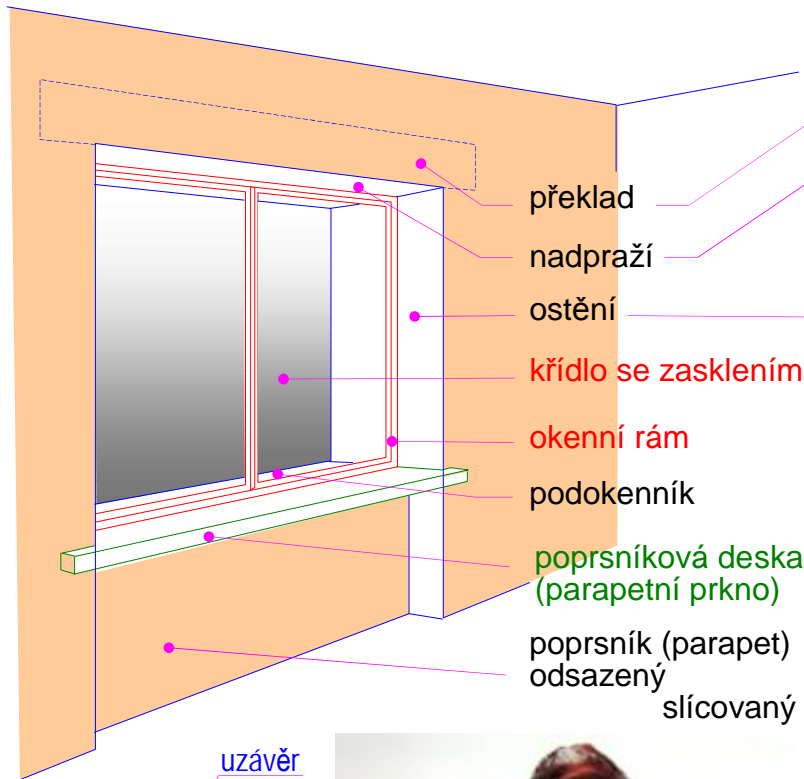 překlad
nadpraží
ostění
křídlo se zasklením
okenní rám
podokenník
poprsníková deska
(parapetní prkno)
poprsník (parapet)
odsazený
slícovaný
uzávěr